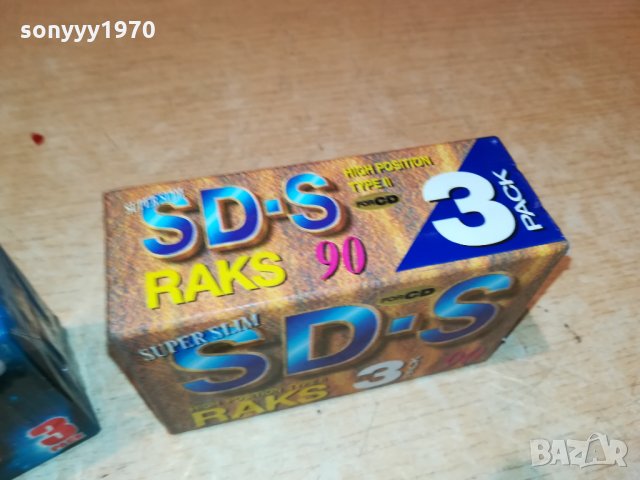 sonyyy1970
SUPER SLIM
SD-S
HIGH POSITION
TYPE II
FOR CD
RAKS 90
3 PACK
SUPER SLIM
FOR CD
SD-S
RAKS 3 90
3
BAZAR